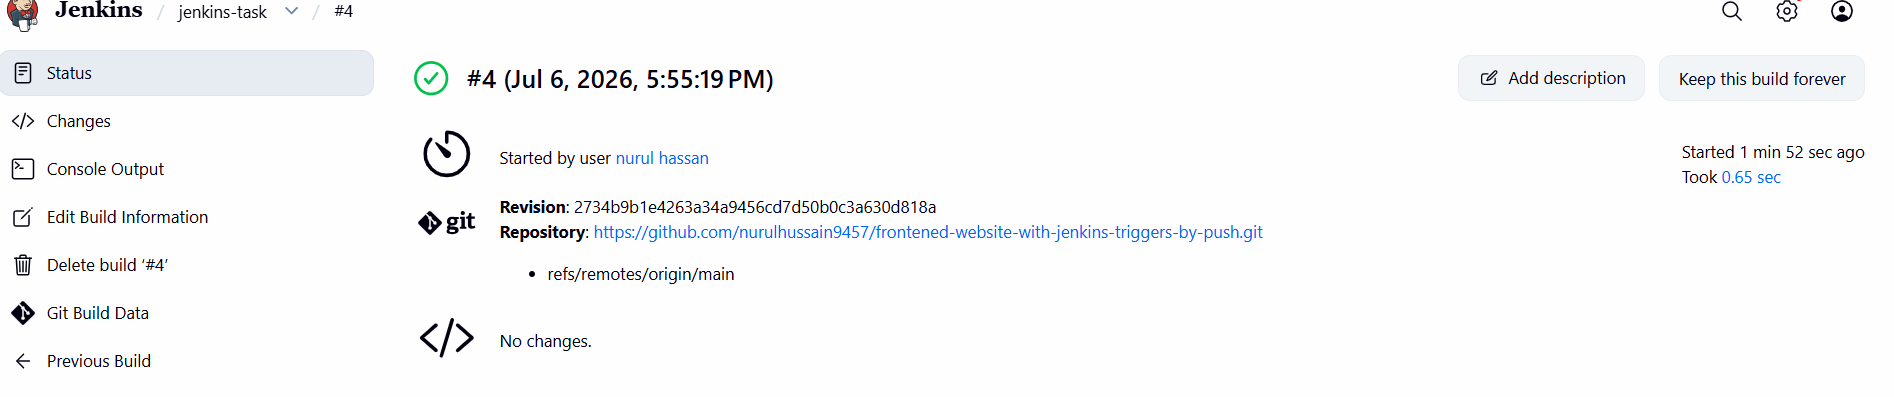 Jenkins / jenkins-task / #4
Status
Changes
Console Output
Edit Build Information
Delete build ‘#4’
Git Build Data
Previous Build
#4 (Jul 6, 2026, 5:55:19 PM)
Add description
Keep this build forever
Started by user nurul hassan
Started 1 min 52 sec ago
Took 0.65 sec
git
Revision: 2734b9b1e4263a34a9456cd7d50b0c3a630d818a
Repository: https://github.com/nurulhussain9457/frontened-website-with-jenkins-triggers-by-push.git
• refs/remotes/origin/main
No changes.